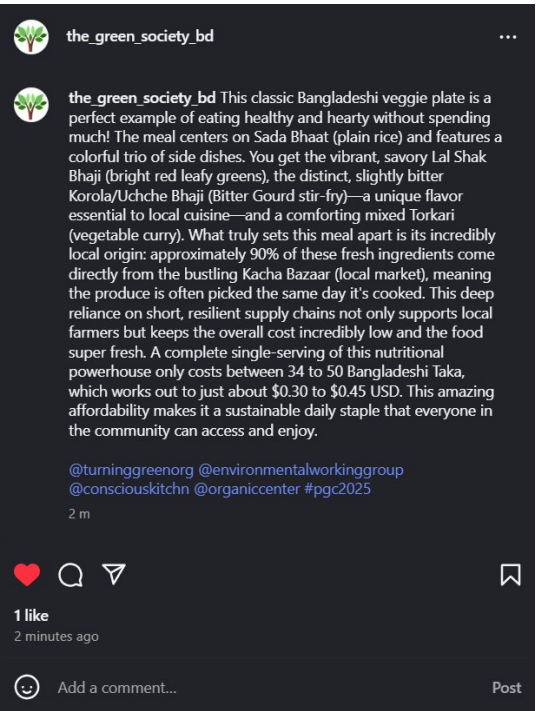 the_green_society_bd
the_green_society_bd This classic Bangladeshi veggie plate is a
perfect example of eating healthy and hearty without spending
much! The meal centers on Sada Bhaat (plain rice) and features a
colorful trio of side dishes. You get the vibrant, savory Lal Shak
Bhaji (bright red leafy greens), the distinct, slightly bitter
Korola/Uchche Bhaji (Bitter Gourd stir-fry)—a unique flavor
essential to local cuisine—and a comforting mixed Torkari
(vegetable curry). What truly sets this meal apart is its incredibly
local origin: approximately 90% of these fresh ingredients come
directly from the bustling Kacha Bazaar (local market), meaning
the produce is often picked the same day it's cooked. This deep
reliance on short, resilient supply chains not only supports local
farmers but keeps the overall cost incredibly low and the food
super fresh. A complete single-serving of this nutritional
powerhouse only costs between 34 to 50 Bangladeshi Taka,
which works out to just about $0.30 to $0.45 USD. This amazing
affordability makes it a sustainable daily staple that everyone in
the community can access and enjoy.
@turninggreenorg @environmentalworkinggroup
@consciouskitchn @organiccenter #pgc2025
2 m
1 like
2 minutes ago
Add a comment...
Post